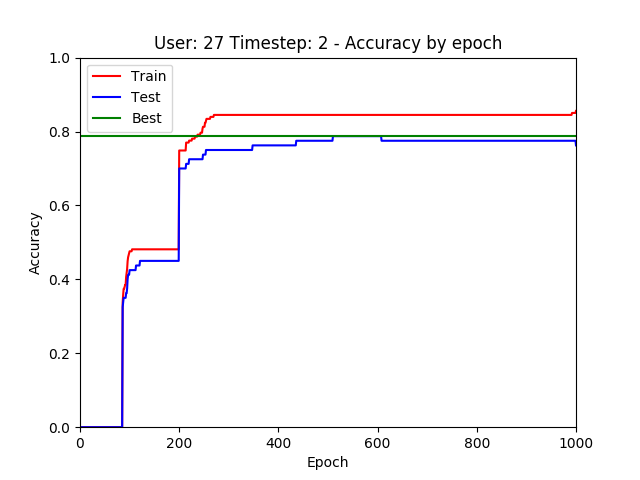 User: 27 Timestep: 2 - Accuracy by epoch
1.0
Train
Test
Best
0.8
0.6
Accuracy
0.4
0.2
0.0
0 200 400 600 800 1000
Epoch